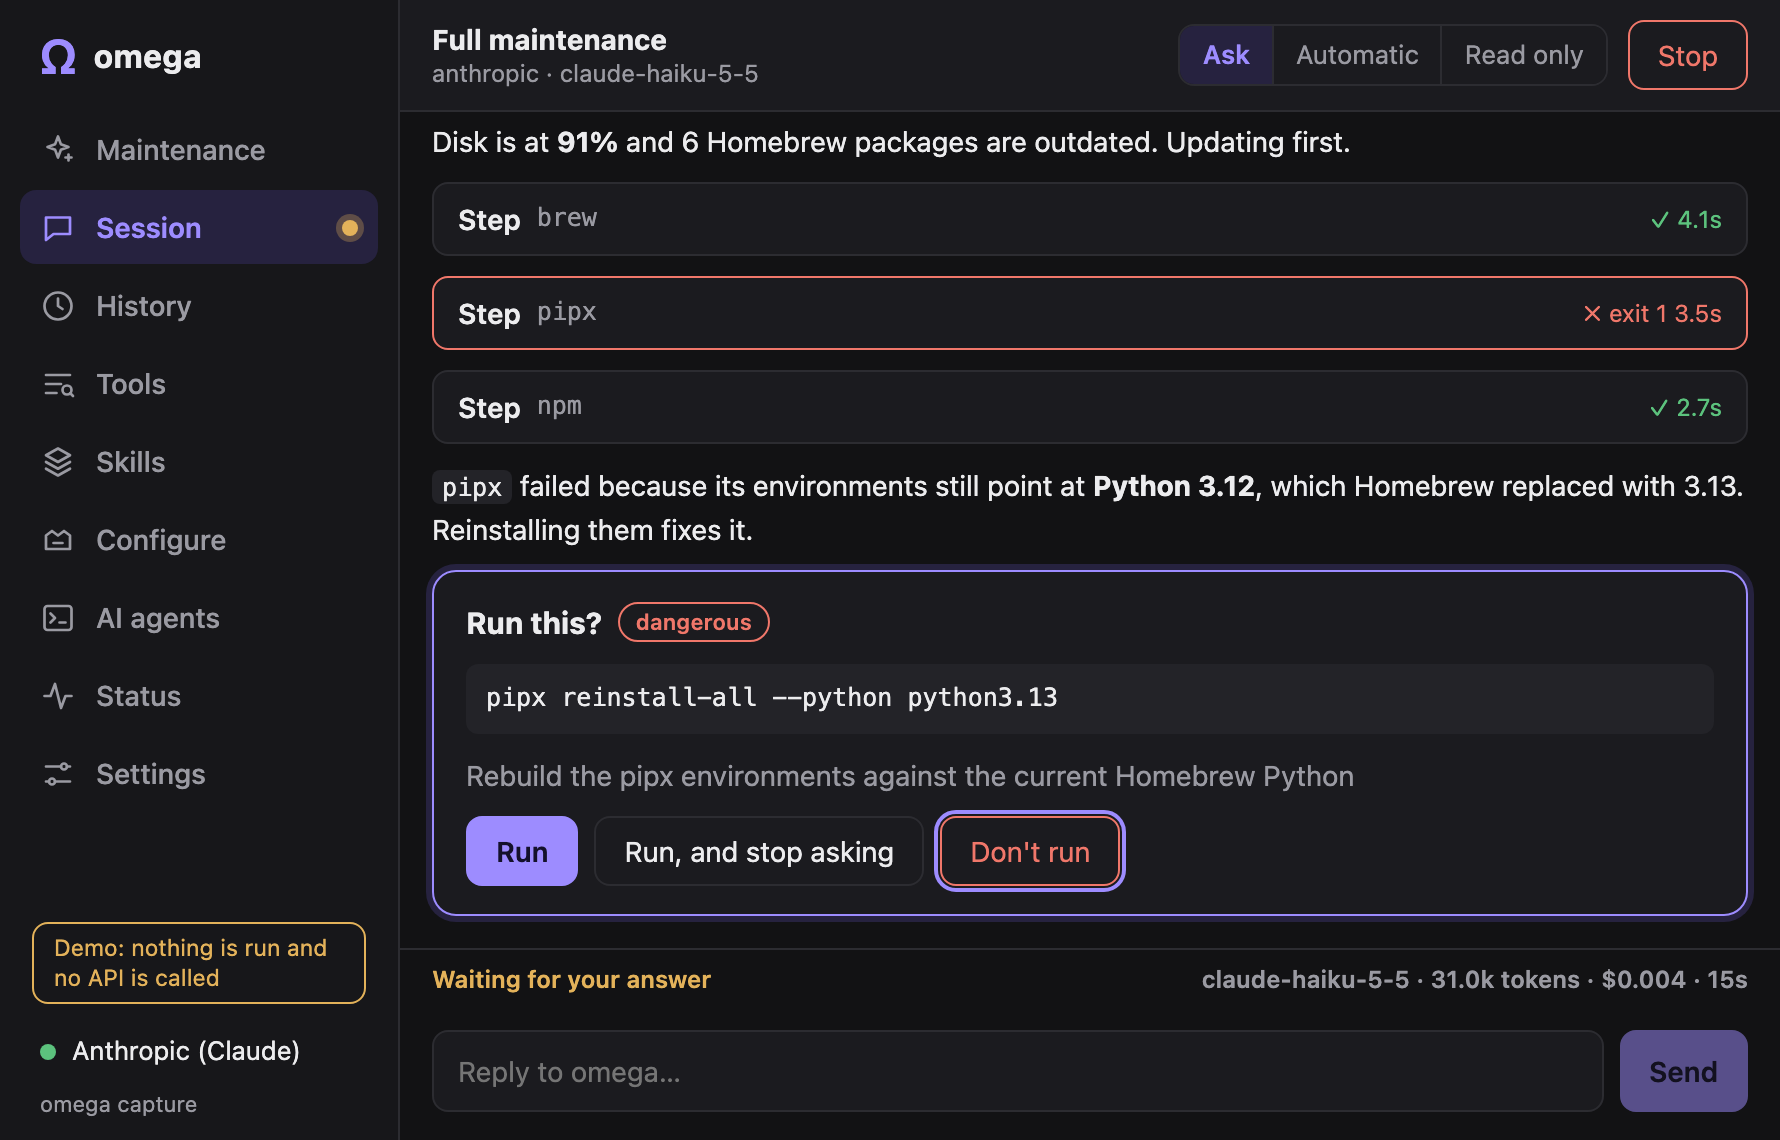 Ω omega
Maintenance
Session
History
Tools
Skills
Configure
AI agents
Status
Settings
Demo: nothing is run and
no API is called
Anthropic (Claude)
omega capture
Full maintenance
anthropic · claude-haiku-5-5
Ask
Automatic
Read only
Stop
Disk is at 91% and 6 Homebrew packages are outdated. Updating first.
Step brew ✓ 4.1s
Step pipx ✕ exit 1 3.5s
Step npm ✓ 2.7s
pipx failed because its environments still point at Python 3.12, which Homebrew replaced with 3.13.
Reinstalling them fixes it.
Run this? dangerous
pipx reinstall-all --python python3.13
Rebuild the pipx environments against the current Homebrew Python
Run
Run, and stop asking
Don't run
Waiting for your answer
claude-haiku-5-5 · 31.0k tokens · $0.004 · 15s
Reply to omega...
Send